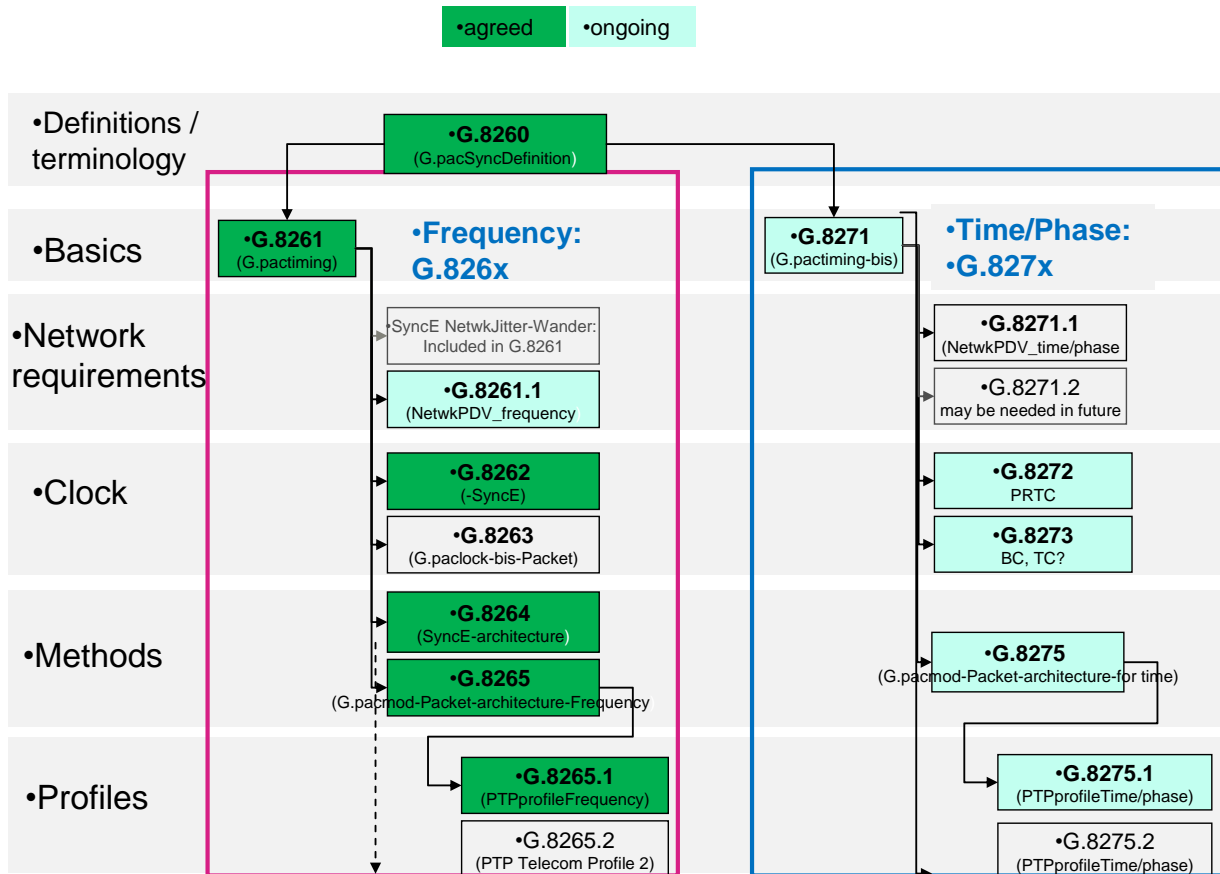 •agreed
•ongoing
•Definitions /
terminology
•G.8260
(G.pacSyncDefinition)
•Basics
•G.8261
(G.pactiming)
•Frequency:
G.826x
•G.8271
(G.pactiming-bis)
•Time/Phase:
•G.827x
•Network
requirements
•SyncE NetwkJitter-Wander:
Included in G.8261
•G.8261.1
(NetwkPDV_frequency)
•G.8271.1
(NetwkPDV_time/phase
•G.8271.2
may be needed in future
•Clock
•G.8262
(-SyncE)
•G.8263
(G.paclock-bis-Packet)
•G.8272
PRTC
•G.8273
BC, TC?
•Methods
•G.8264
(SyncE-architecture)
•G.8265
(G.pacmod-Packet-architecture-Frequency
•G.8275
(G.pacmod-Packet-architecture-for time)
•Profiles
•G.8265.1
(PTPprofileFrequency)
•G.8265.2
(PTP Telecom Profile 2)
•G.8275.1
(PTPprofileTime/phase)
•G.8275.2
(PTPprofileTime/phase)